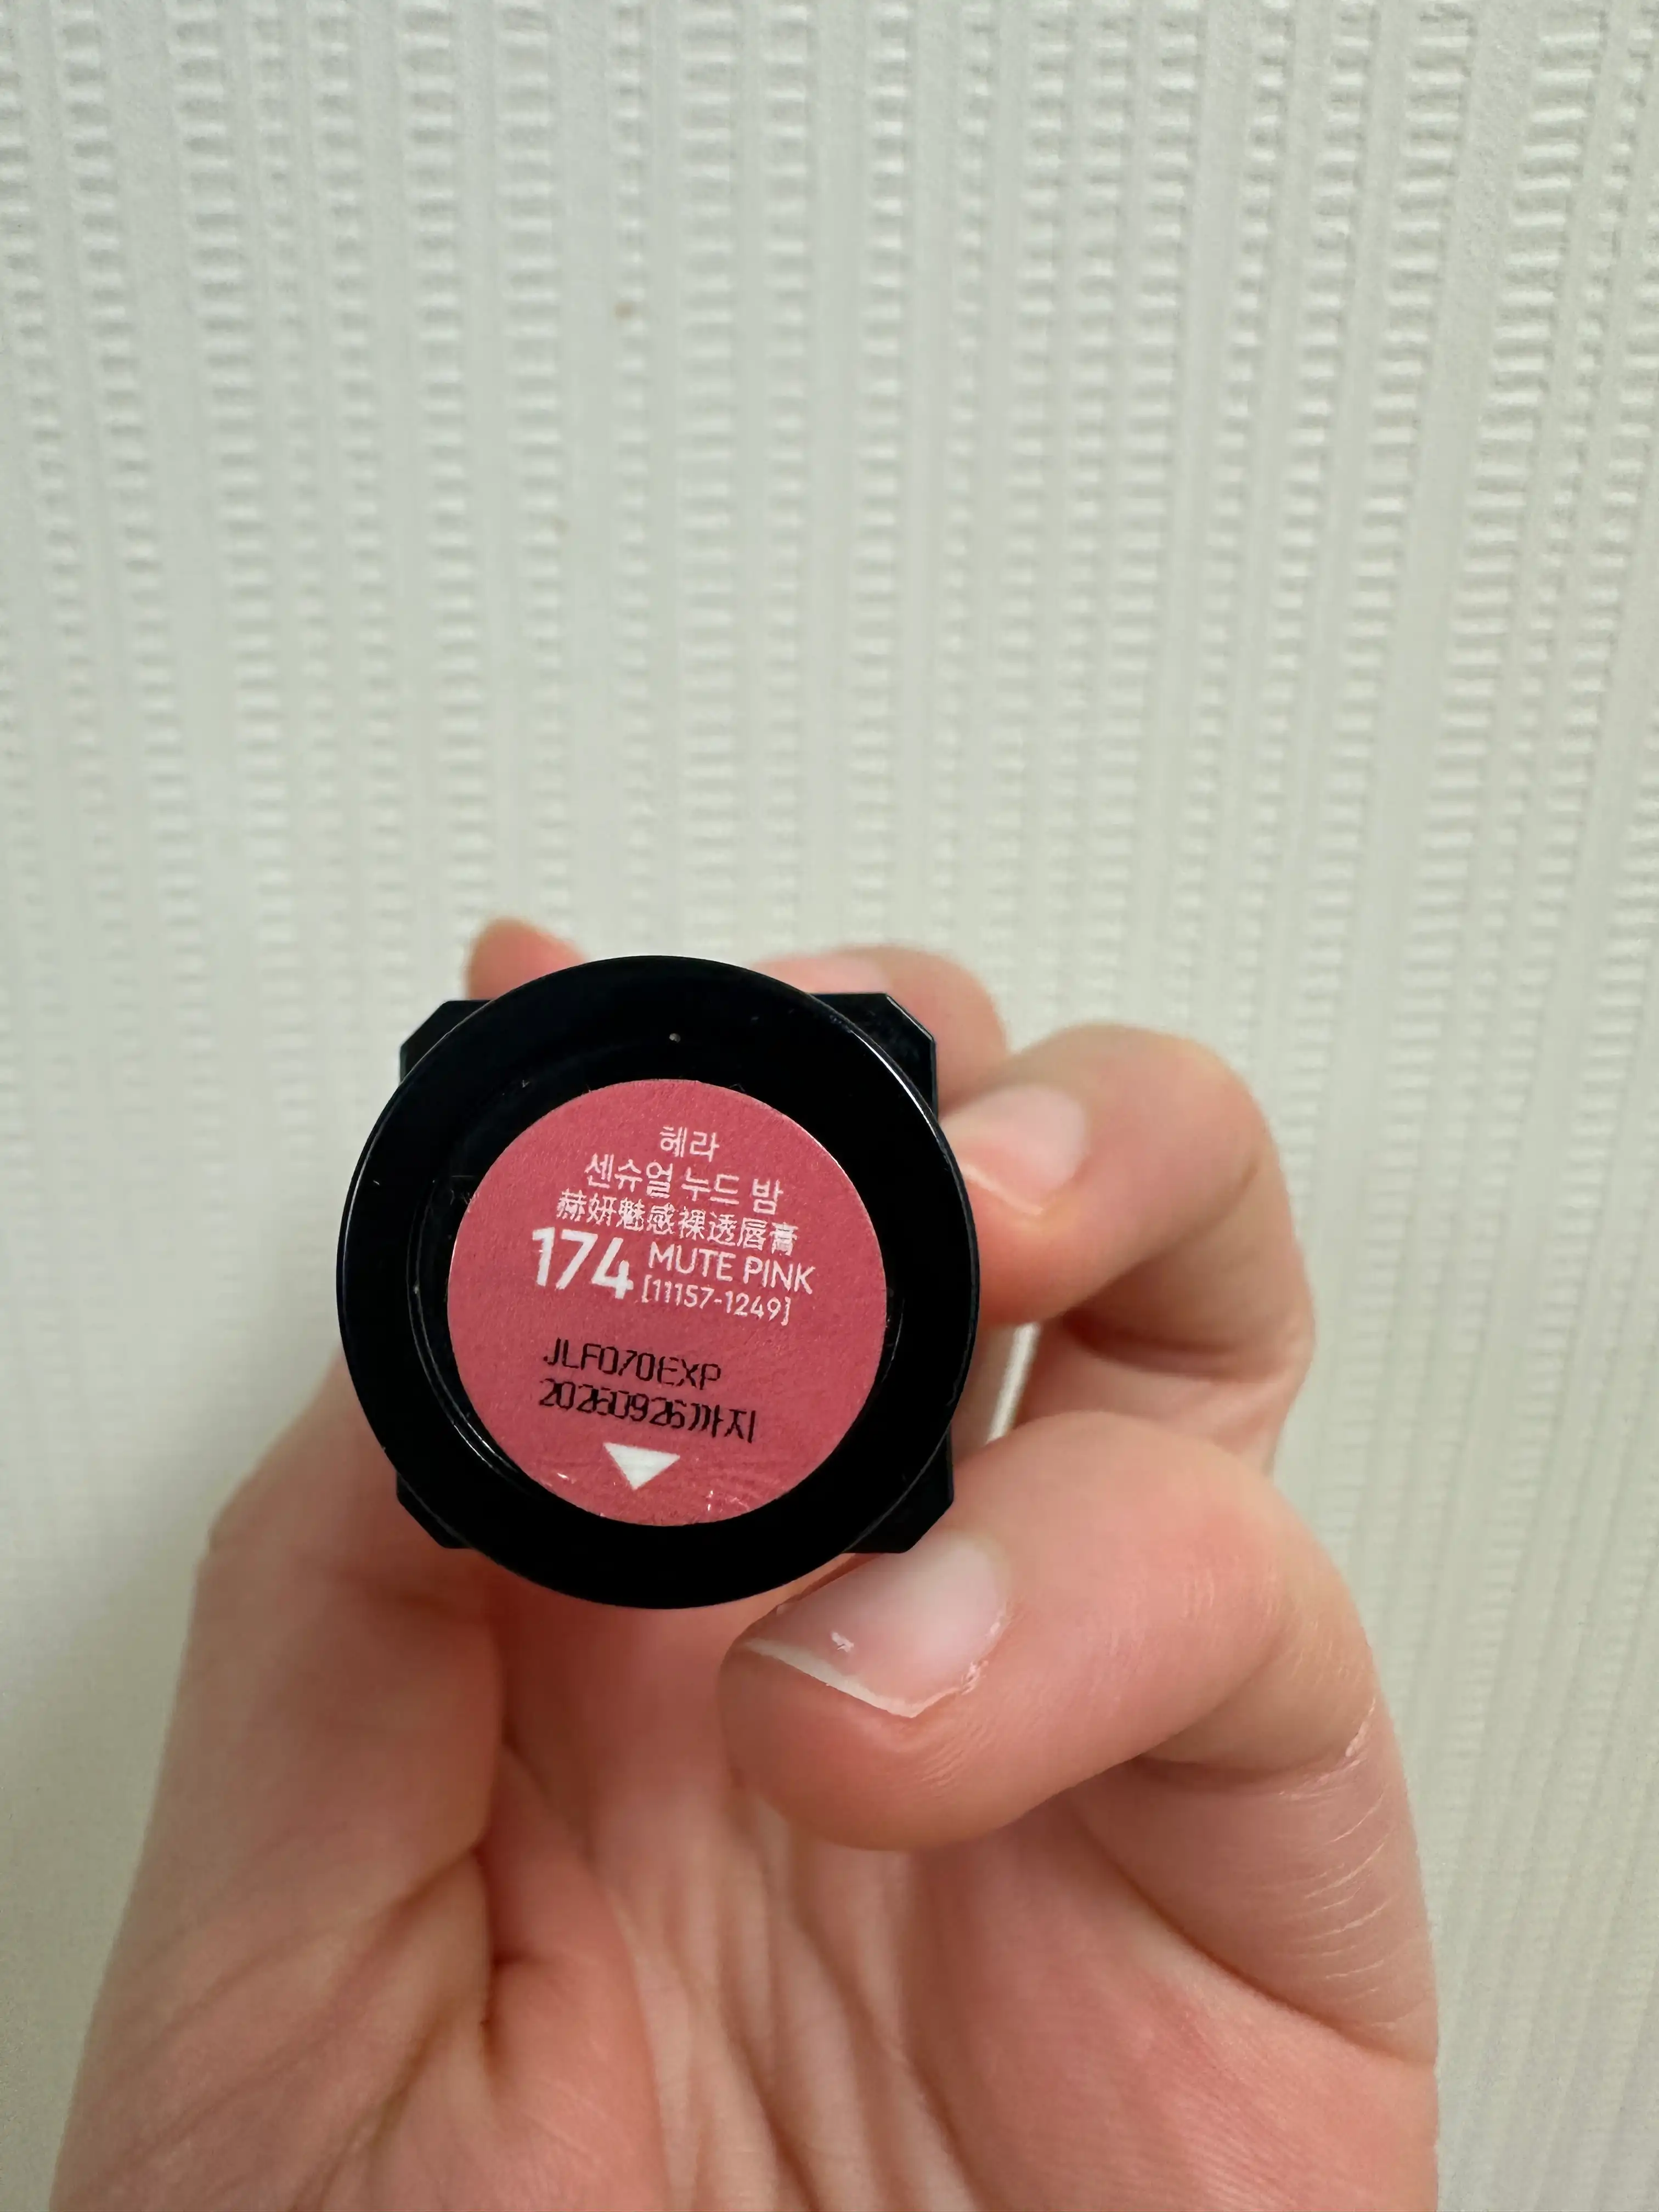 헤라
센슈얼 누드 밤
赫妍魅感裸透唇膏
174 MUTE PINK
[11157-1249]
JLF070EXP
20260926까지